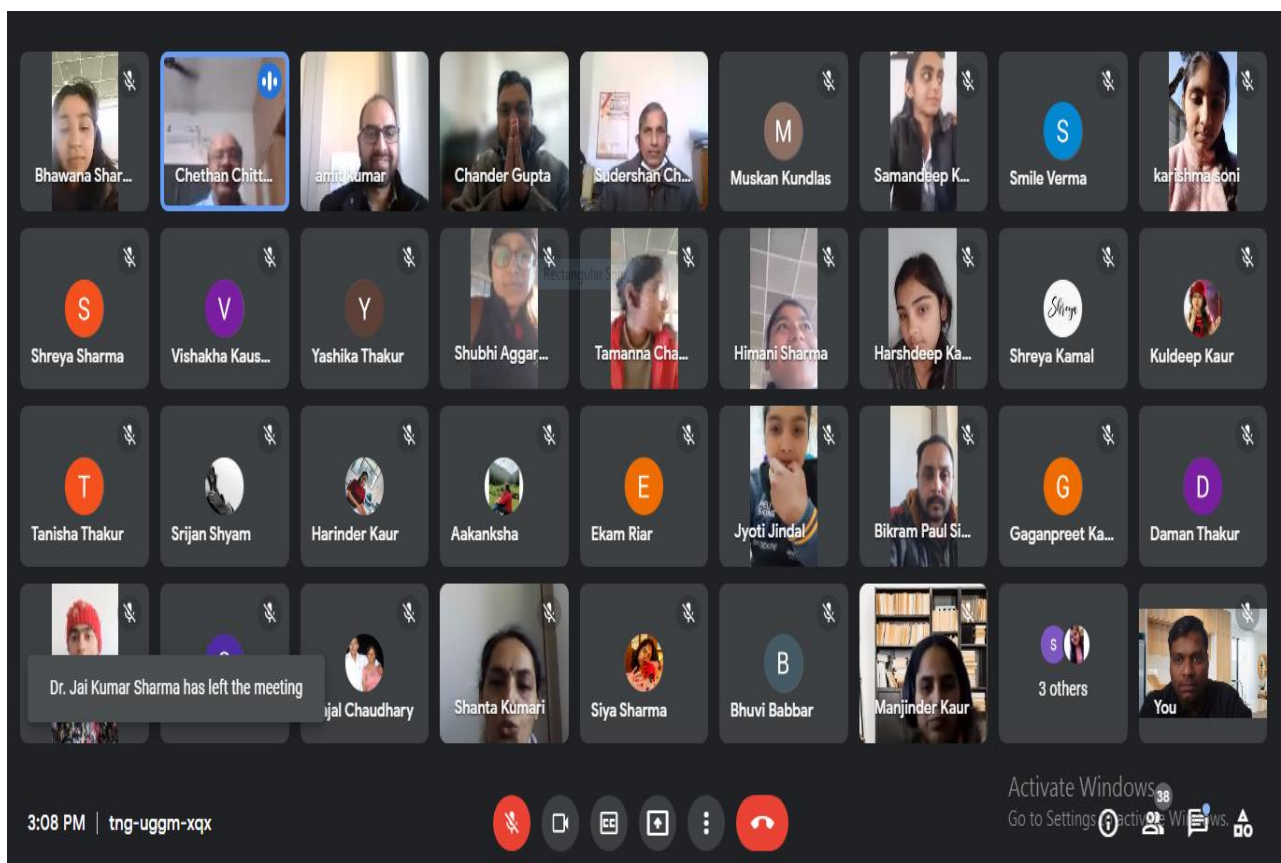 Bhawana Shar...
Chethan Chitt...
amit kumar
Chander Gupta
Sudershan Ch...
M
Muskan Kundlas
Samandeep K...
S
Smile Verma
karishma soni
S
Shreya Sharma
V
Vishakha Kaus...
Y
Yashika Thakur
Shubhi Aggar...
Rectangular Sn
Tamanna Cha...
Himani Sharma
Harshdeep Ka...
Shreya
Shreya Kamal
Kuldeep Kaur
T
Tanisha Thakur
Srijan Shyam
Harinder Kaur
Aakanksha
E
Ekam Riar
Jyoti Jindal
Bikram Paul Si...
G
Gaganpreet Ka...
D
Daman Thakur
Dr. Jai Kumar Sharma has left the meeting
jal Chaudhary
Shanta Kumari
Siya Sharma
B
Bhuvi Babbar
Manjinder Kaur
S
3 others
You
3:08 PM | tng-uggm-xqx
CC
Activate Windows
38
Go to Settings to activate Windows.